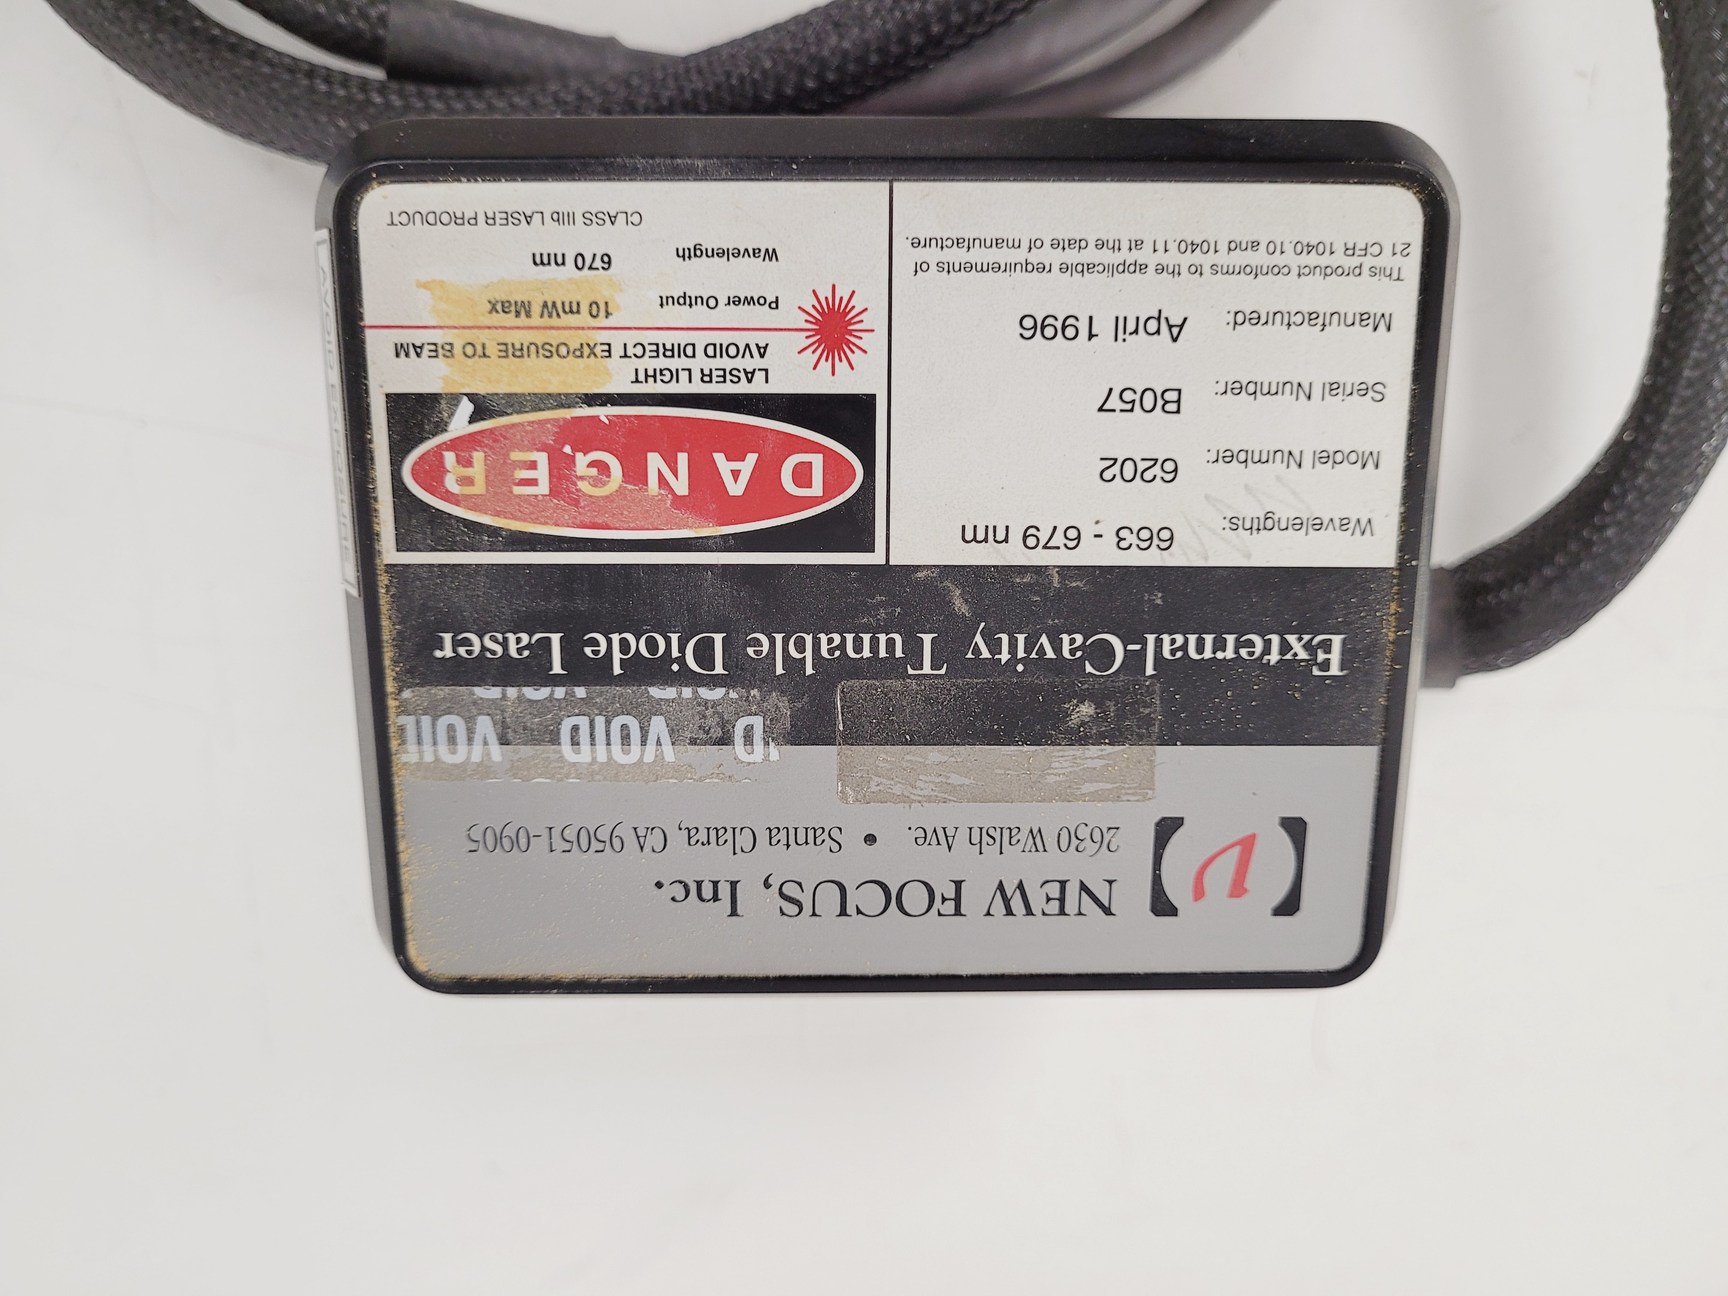 [ν] NEW FOCUS, Inc.
2630 Walsh Ave. • Santa Clara, CA 95051-0905
VOID VOID
External-Cavity Tunable Diode Laser
Wavelengths: 663 - 679 nm
Model Number: 6202
Serial Number: B057
Manufactured: April 1996
This product conforms to the applicable requirements of
21 CFR 1040.10 and 1040.11 at the date of manufacture.
DANGER
LASER LIGHT
AVOID DIRECT EXPOSURE TO BEAM
Power Output 10 mW Max
Wavelength 670 nm
CLASS IIIb LASER PRODUCT
AVOID EXPOSURE